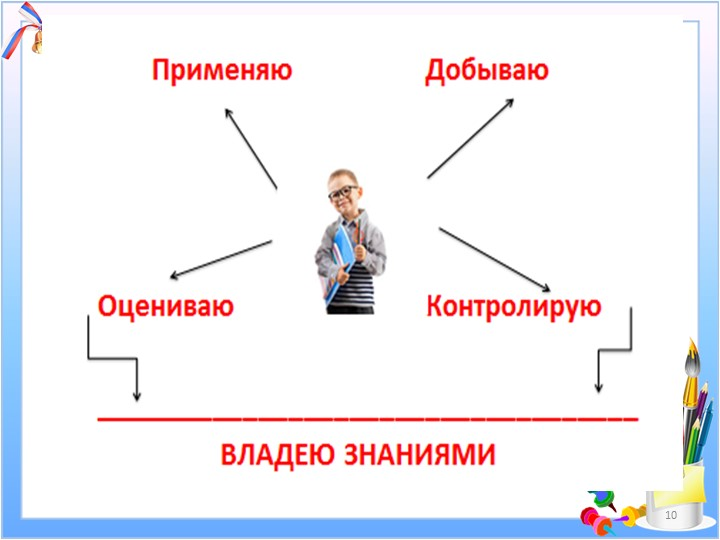 Применяю
Добываю
Оцениваю
Контролирую
ВЛАДЕЮ ЗНАНИЯМИ
10